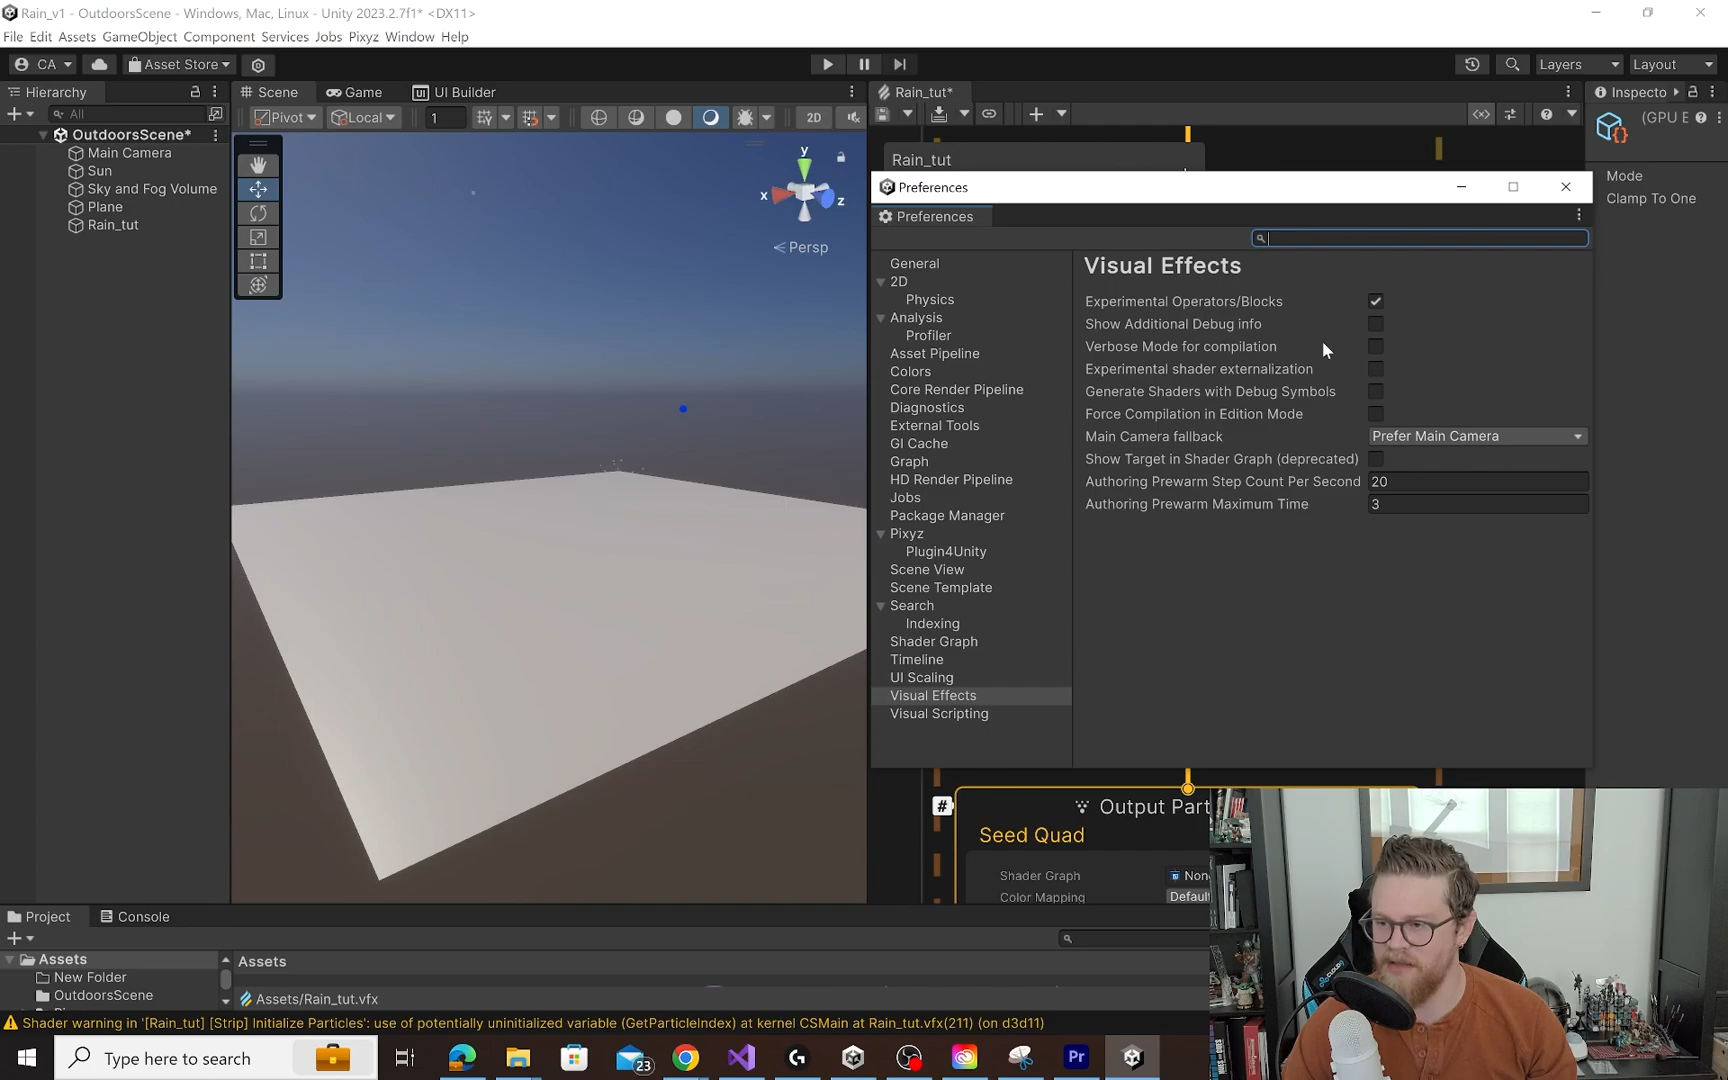 Rain_v1 - OutdoorsScene - Windows, Mac, Linux - Unity 2023.2.7f1* <DX11>
File Edit Assets GameObject Component Services Jobs Pixyz Window Help
CA Asset Store Layers Layout
Hierarchy Scene Game UI Builder Rain_tut* Inspecto
All Pivot Local 1 2D
OutdoorsScene*
Main Camera
Sun
Sky and Fog Volume
Plane
Rain_tut
y
x
z
Persp
Rain_tut
(GPU E
Mode
Clamp To One
Preferences
Preferences
General
2D
Physics
Analysis
Profiler
Asset Pipeline
Colors
Core Render Pipeline
Diagnostics
External Tools
GI Cache
Graph
HD Render Pipeline
Jobs
Package Manager
Pixyz
Plugin4Unity
Scene View
Scene Template
Search
Indexing
Shader Graph
Timeline
UI Scaling
Visual Effects
Visual Scripting
Visual Effects
Experimental Operators/Blocks
Show Additional Debug info
Verbose Mode for compilation
Experimental shader externalization
Generate Shaders with Debug Symbols
Force Compilation in Edition Mode
Main Camera fallback Prefer Main Camera
Show Target in Shader Graph (deprecated)
Authoring Prewarm Step Count Per Second 20
Authoring Prewarm Maximum Time 3
# Output Part
Seed Quad
Shader Graph Non
Color Mapping Default
Project Console
Assets
New Folder
OutdoorsScene
Assets
Assets/Rain_tut.vfx
Shader warning in '[Rain_tut] [Strip] Initialize Particles': use of potentially uninitialized variable (GetParticleIndex) at kernel CSMain at Rain_tut.vfx(211) (on d3d11)
Type here to search
23
Pr